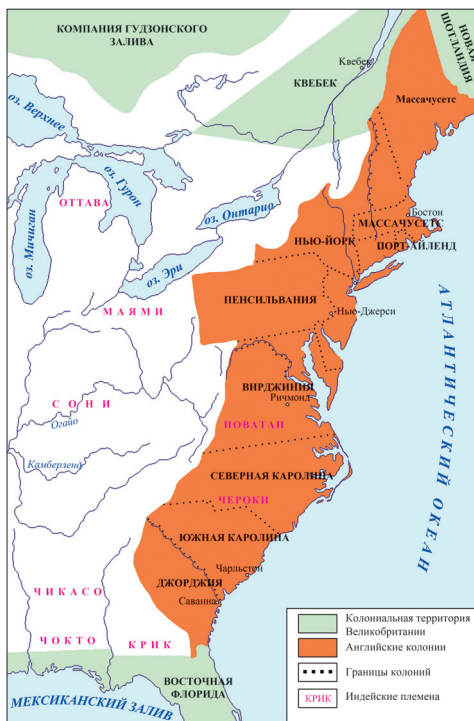 КОМПАНИЯ ГУДЗОНСКОГО
ЗАЛИВА
НОВАЯ
ШОТЛАНДИЯ
Квебек
КВЕБЕК
Массачусетс
оз. Верхнее
оз. Гурон
ОТТАВА
оз. Мичиган
оз. Онтарио
оз. Эри
Бостон
МАССАЧУСЕТС
НЬЮ-ЙОРК
ПОРТ-АЙЛЕНД
ПЕНСИЛЬВАНИЯ
МАЯМИ
Нью-Джерси
АТЛАНТИЧЕСКИЙ ОКЕАН
ВИРДЖИНИЯ
Ричмонд
СОНИ
Огайо
ПОВАТАН
Камберленд
СЕВЕРНАЯ КАРОЛИНА
ЧЕРОКИ
ЮЖНАЯ КАРОЛИНА
Чарльстон
ДЖОРДЖИЯ
Саванна
ЧИКАСО
ЧОКТО
КРИК
ВОСТОЧНАЯ
ФЛОРИДА
МЕКСИКАНСКИЙ ЗАЛИВ
Колониальная территория
Великобритании
Английские колонии
Границы колоний
КРИК
Индейские племена